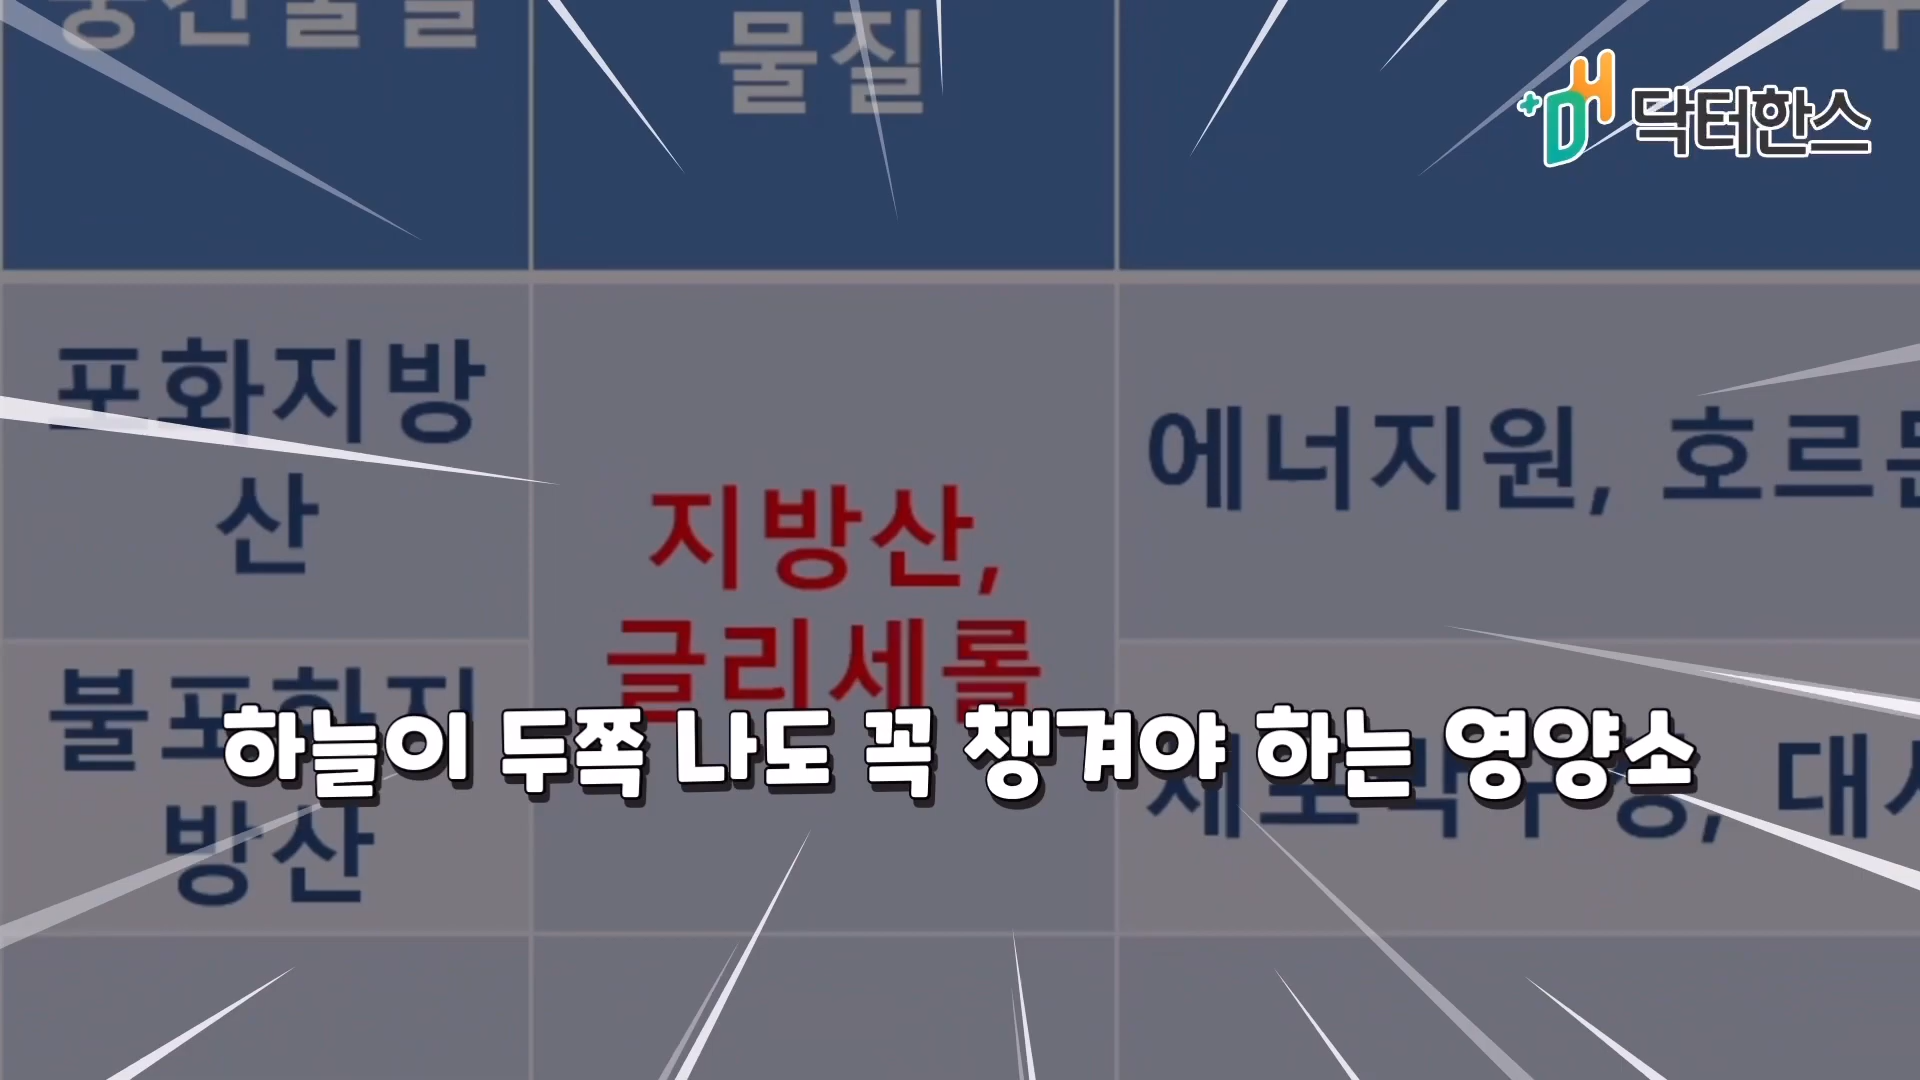 물질
닥터한스
포화지방
산
에너지원, 호르몬
지방산,
글리세롤
불포화지
방산
하늘이 두쪽 나도 꼭 챙겨야 하는 영양소